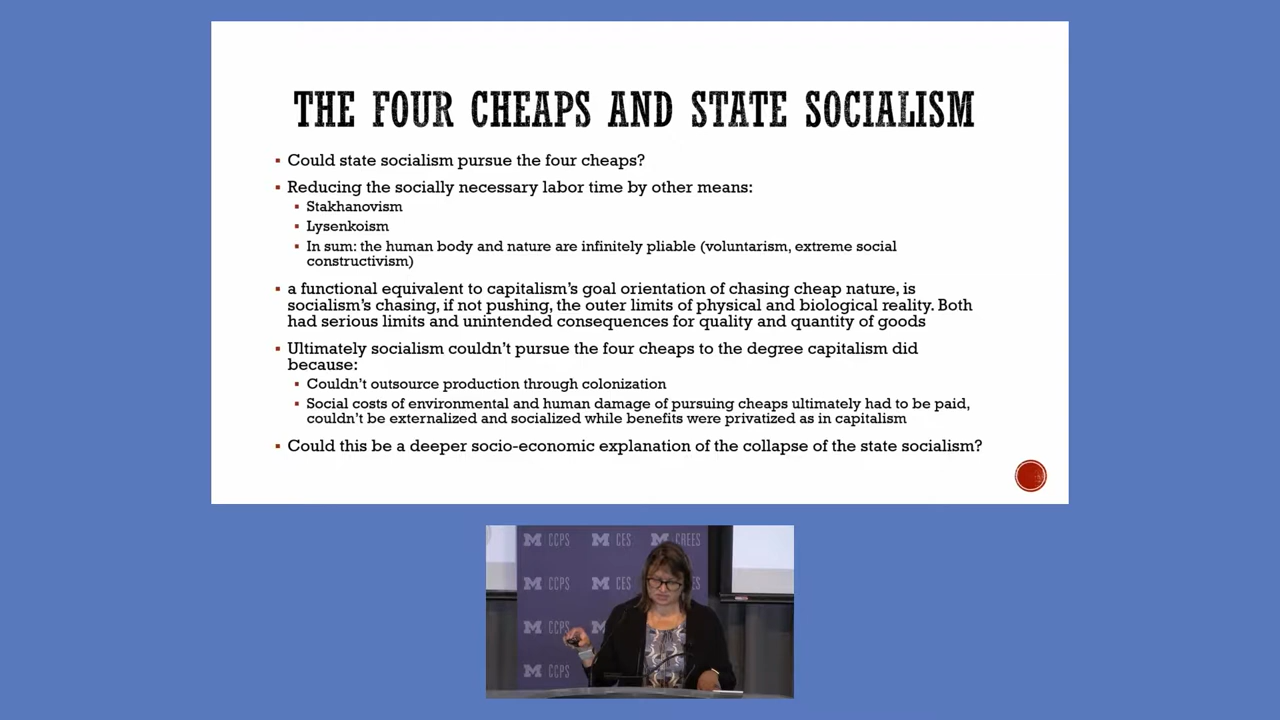 THE FOUR CHEAPS AND STATE SOCIALISM
▪ Could state socialism pursue the four cheaps?
▪ Reducing the socially necessary labor time by other means:
▪ Stakhanovism
▪ Lysenkoism
▪ In sum: the human body and nature are infinitely pliable (voluntarism, extreme social
constructivism)
▪ a functional equivalent to capitalism's goal orientation of chasing cheap nature, is
socialism's chasing, if not pushing, the outer limits of physical and biological reality. Both
had serious limits and unintended consequences for quality and quantity of goods
▪ Ultimately socialism couldn't pursue the four cheaps to the degree capitalism did
because:
▪ Couldn't outsource production through colonization
▪ Social costs of environmental and human damage of pursuing cheaps ultimately had to be paid,
couldn't be externalized and socialized while benefits were privatized as in capitalism
▪ Could this be a deeper socio-economic explanation of the collapse of the state socialism?
M CCPS M CES M CREES
M CCPS M CES ES
M CCPS M
M CCPS